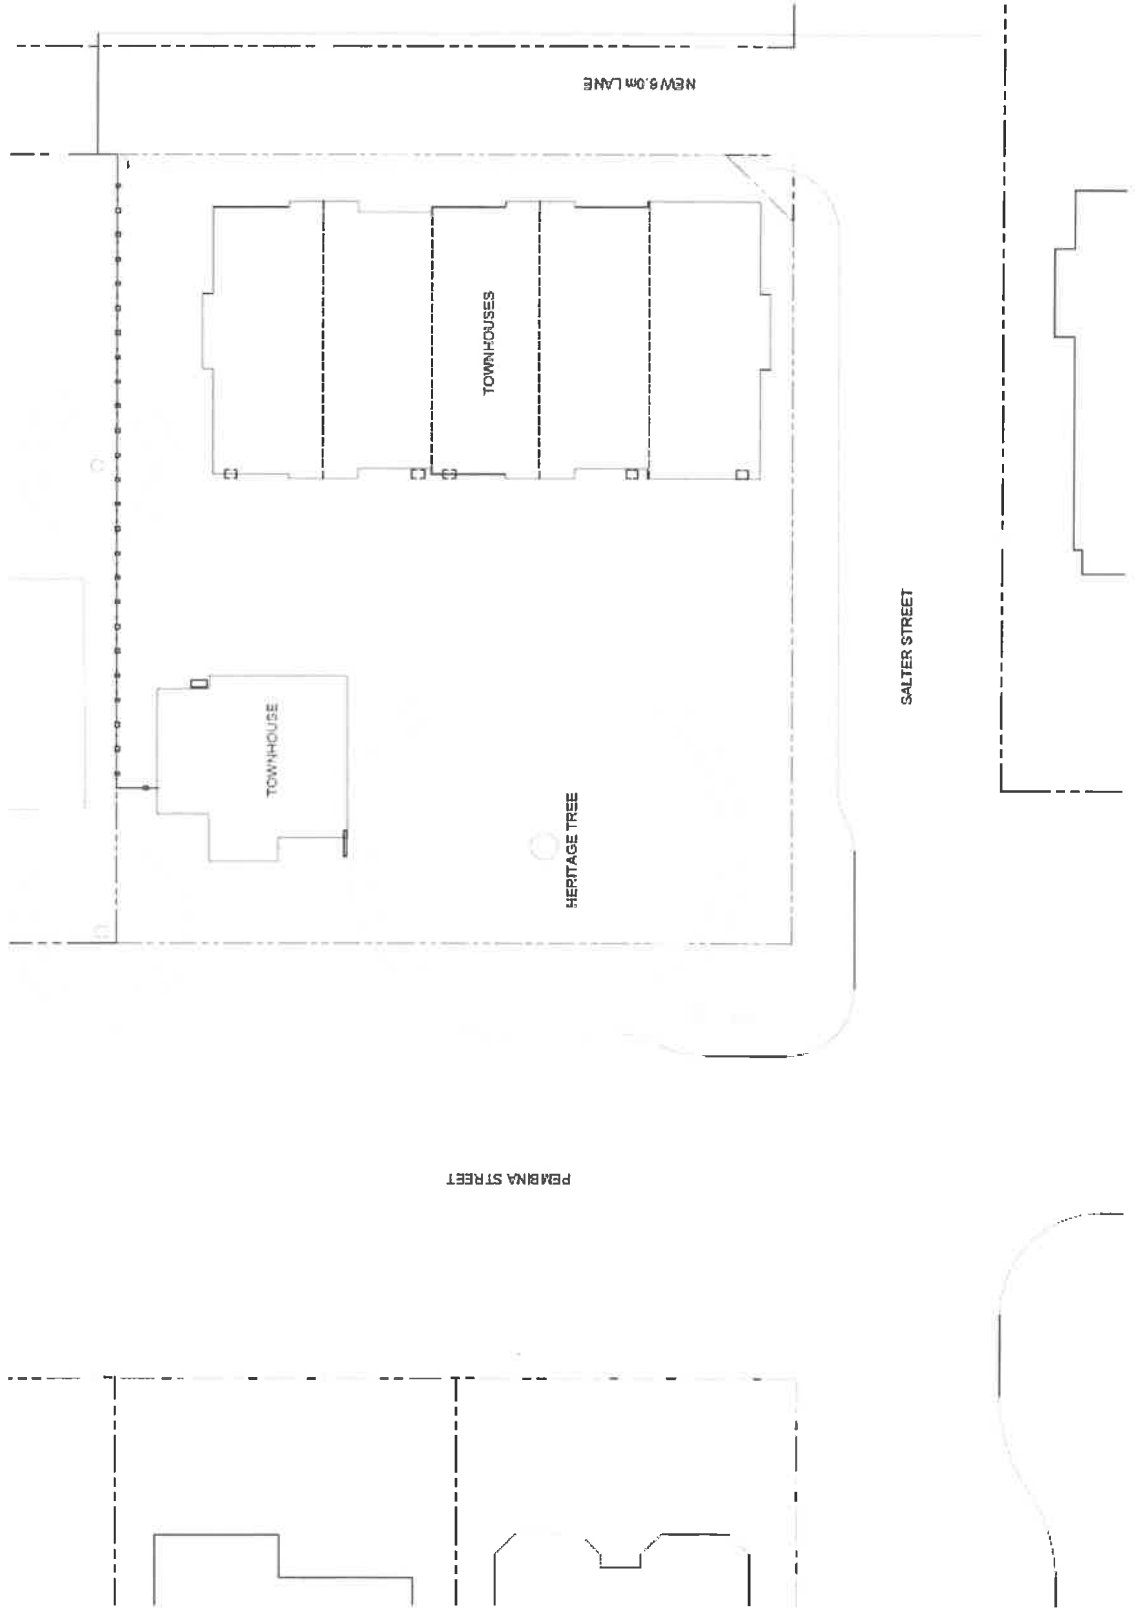 NEW 6.0m LANE
TOWNHOUSES
SALTER STREET
TOWNHOUSE
HERITAGE TREE
PEMBINA STREET